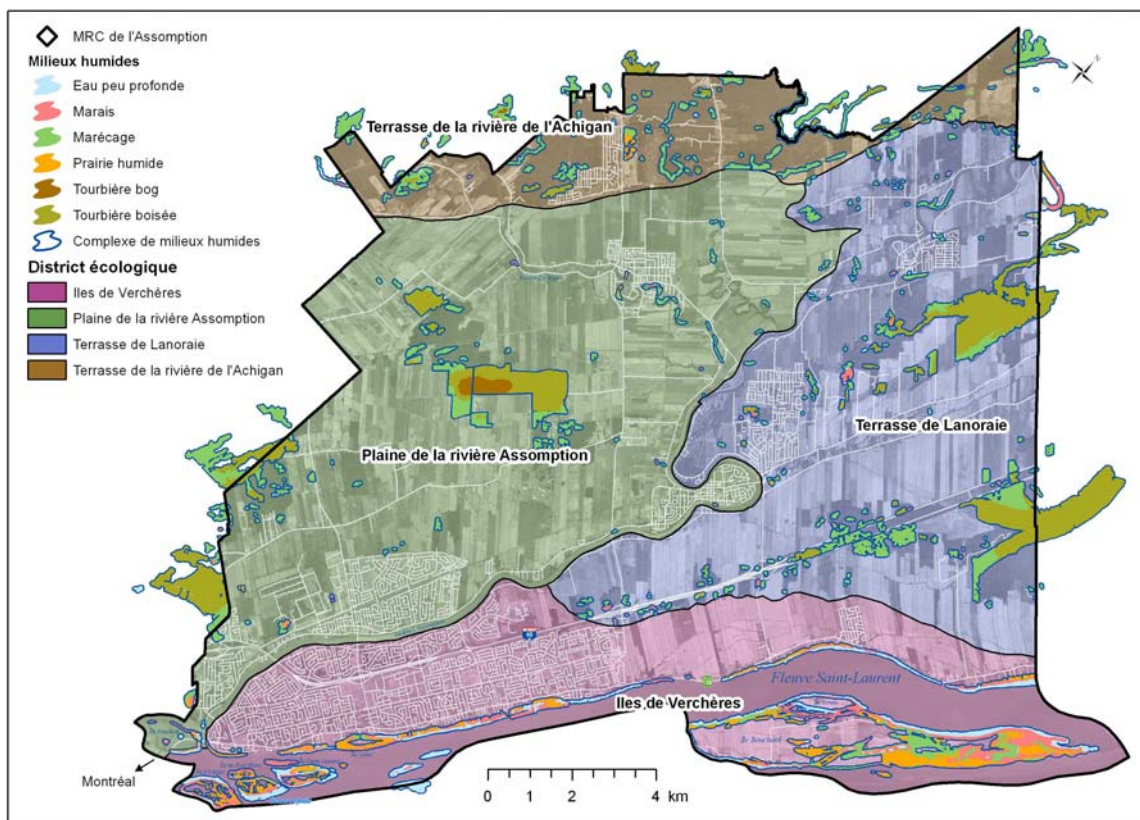 MRC de l'Assomption
Milieux humides
Eau peu profonde
Marais
Marécage
Prairie humide
Tourbière bog
Tourbière boisée
Complexe de milieux humides
District écologique
Iles de Verchères
Plaine de la rivière Assomption
Terrasse de Lanoraie
Terrasse de la rivière de l'Achigan
Terrasse de la rivière de l'Achigan
Plaine de la rivière Assomption
Terrasse de Lanoraie
Fleuve Saint-Laurent
Iles de Verchères
Ile Bouchard
Montréal
0 1 2 4 km